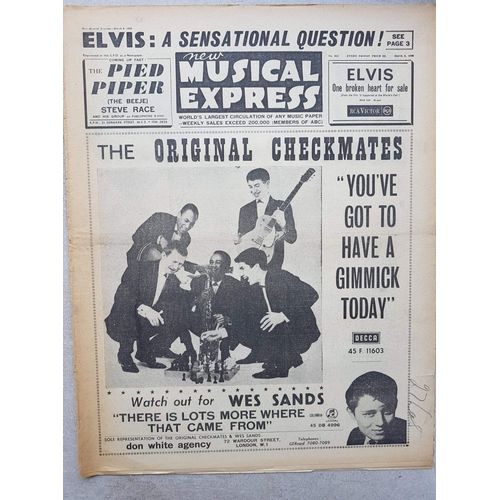 ELVIS: A SENSATIONAL QUESTION!
SEE
PAGE 3
COMING UP FAST!
THE PIED
PIPER
(THE BEEJE)
STEVE RACE
AND HIS GROUP
new
MUSICAL
EXPRESS
WORLD'S LARGEST CIRCULATION OF ANY MUSIC PAPER
—WEEKLY SALES EXCEED 200,000 (MEMBERS OF ABC)
ELVIS
One broken heart for sale
RCA VICTOR
THE ORIGINAL CHECKMATES
"YOU'VE
GOT TO
HAVE A
GIMMICK
TODAY"
DECCA
45 F. 11603
Watch out for WES SANDS
"THERE IS LOTS MORE WHERE
THAT CAME FROM"
COLUMBIA
45 DB 4996
SOLE REPRESENTATION OF THE ORIGINAL CHECKMATES & WES SANDS
don white agency
72 WARDOUR STREET,
LONDON, W.1
Telephone:
GERrard 7080-7089